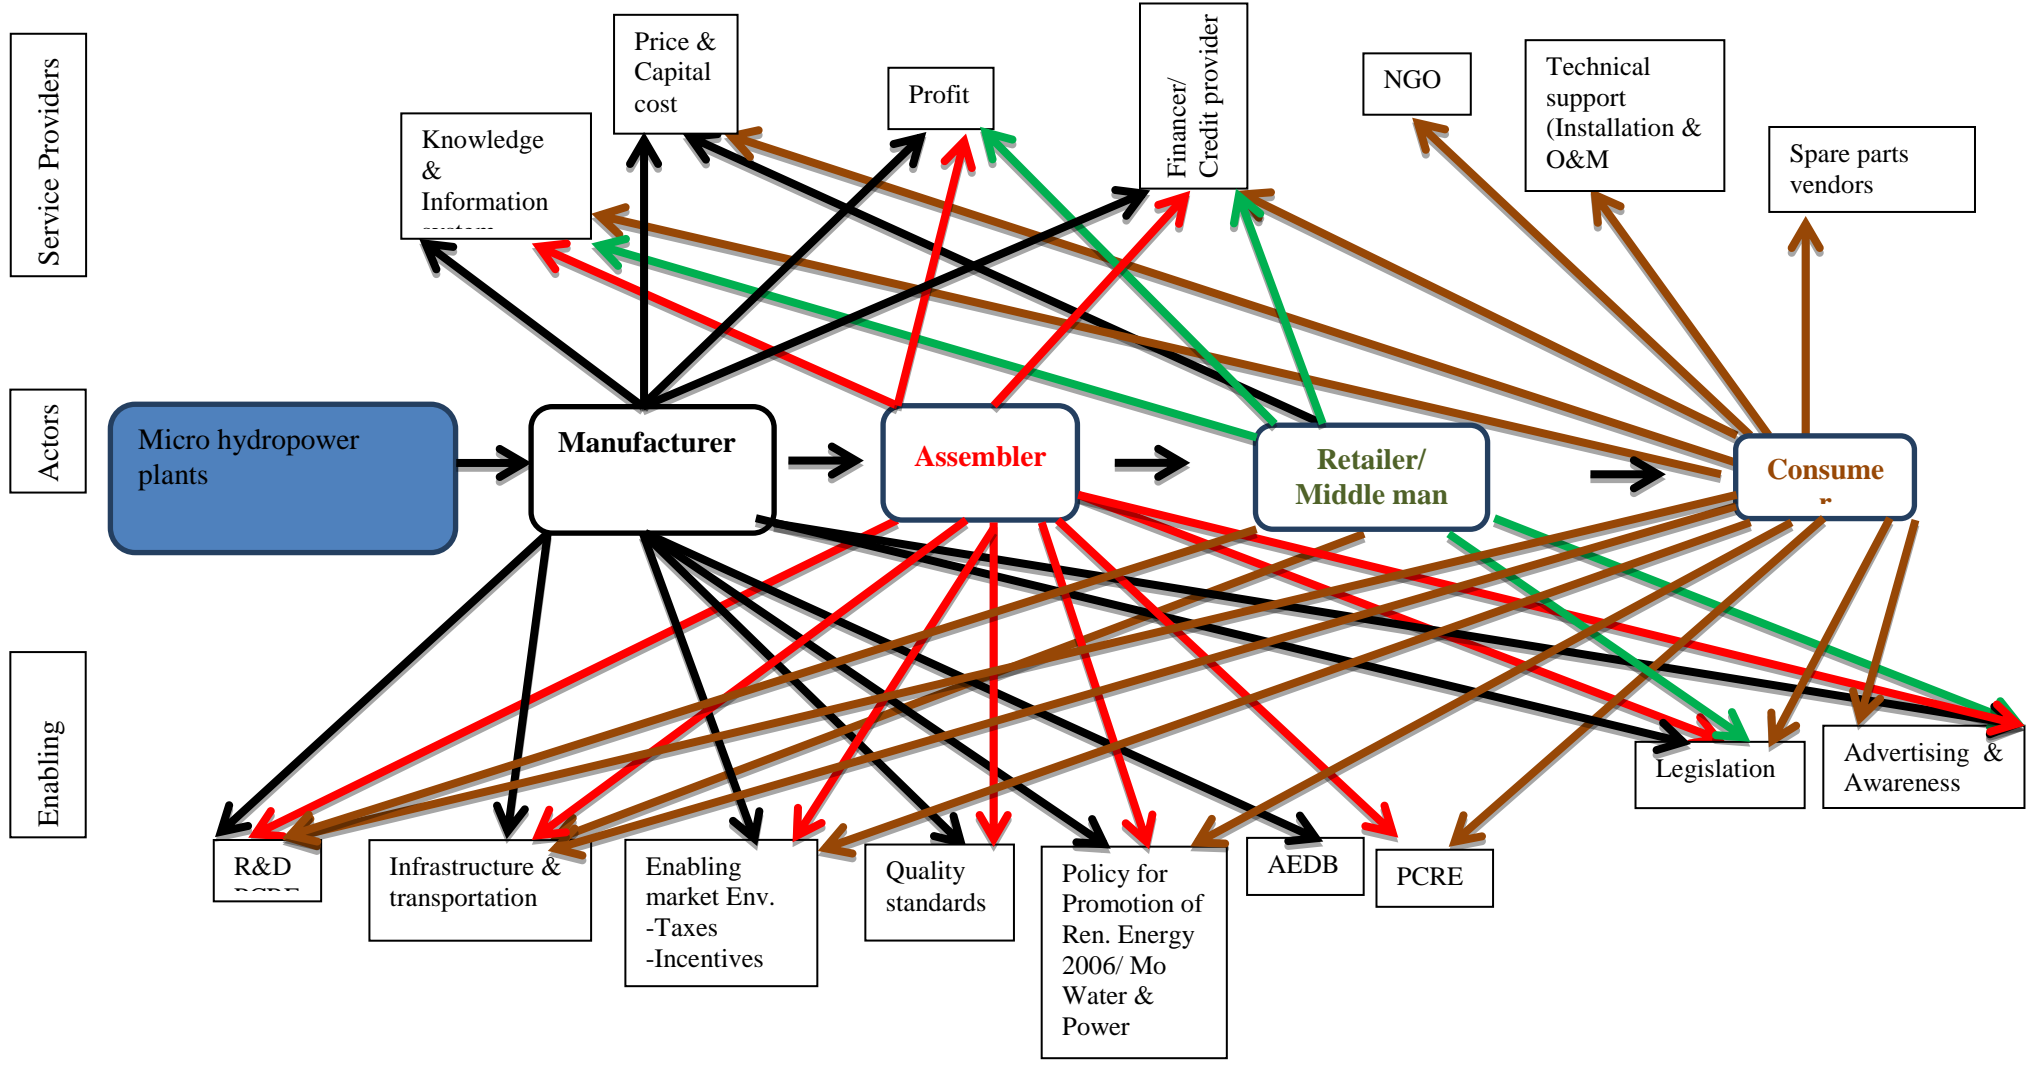 Service Providers
Price &
Capital
cost
Knowledge
&
Information
Profit
Financer/
Credit provider
NGO
Technical
support
(Installation &
O&M
Spare parts
vendors
Actors
Micro hydropower
plants
Manufacturer
Assembler
Retailer/
Middle man
Consume
Enabling
R&D
Infrastructure &
transportation
Enabling
market Env.
-Taxes
-Incentives
Quality
standards
Policy for
Promotion of
Ren. Energy
2006/ Mo
Water &
Power
AEDB
PCRE
Legislation
Advertising &
Awareness